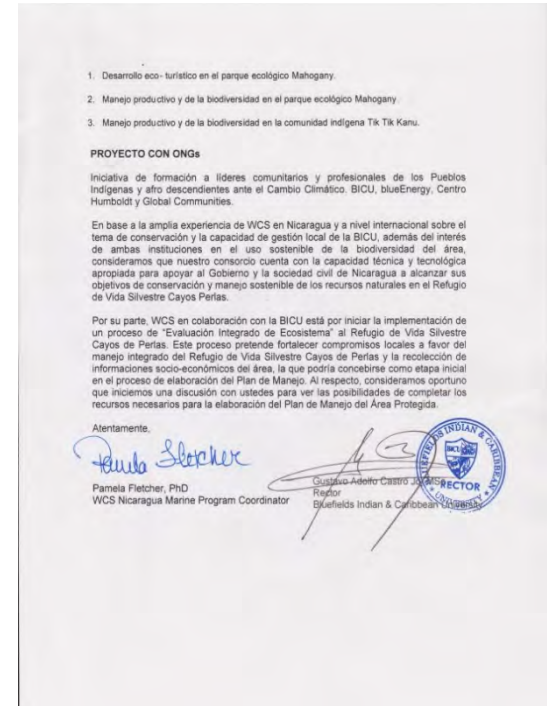 1. Desarrollo eco- turístico en el parque ecológico Mahogany.
2. Manejo productivo y de la biodiversidad en el parque ecológico Mahogany
3. Manejo productivo y de la biodiversidad en la comunidad indígena Tik Tik Kanu.
PROYECTO CON ONGs
Iniciativa de formación a líderes comunitarios y profesionales de los Pueblos
Indígenas y afro descendientes ante el Cambio Climático. BICU, blueEnergy, Centro
Humboldt y Global Communities.
En base a la amplia experiencia de WCS en Nicaragua y a nivel internacional sobre el
tema de conservación y la capacidad de gestión local de la BICU, además del interés
de ambas instituciones en el uso sostenible de la biodiversidad del área,
consideramos que nuestro consorcio cuenta con la capacidad técnica y tecnológica
apropiada para apoyar al Gobierno y la sociedad civil de Nicaragua a alcanzar sus
objetivos de conservación y manejo sostenible de los recursos naturales en el Refugio
de Vida Silvestre Cayos Perlas.
Por su parte, WCS en colaboración con la BICU está por iniciar la implementación de
un proceso de "Evaluación Integrado de Ecosistema" al Refugio de Vida Silvestre
Cayos de Perlas. Este proceso pretende fortalecer compromisos locales a favor del
manejo integrado del Refugio de Vida Silvestre Cayos de Perlas y la recolección de
informaciones socio-económicos del área, la que podría concebirse como etapa inicial
en el proceso de elaboración del Plan de Manejo. Al respecto, consideramos oportuno
que iniciemos una discusión con ustedes para ver las posibilidades de completar los
recursos necesarios para la elaboración del Plan de Manejo del Área Protegida.
Atentamente,
Pamela Fletcher
Pamela Fletcher, PhD
WCS Nicaragua Marine Program Coordinator
Gustavo Adolfo Castro
Rector
Bluefields Indian & Caribbean University
BLUEFIELDS INDIAN & CARIBBEAN
UNIVERSITY
BICU
RECTOR